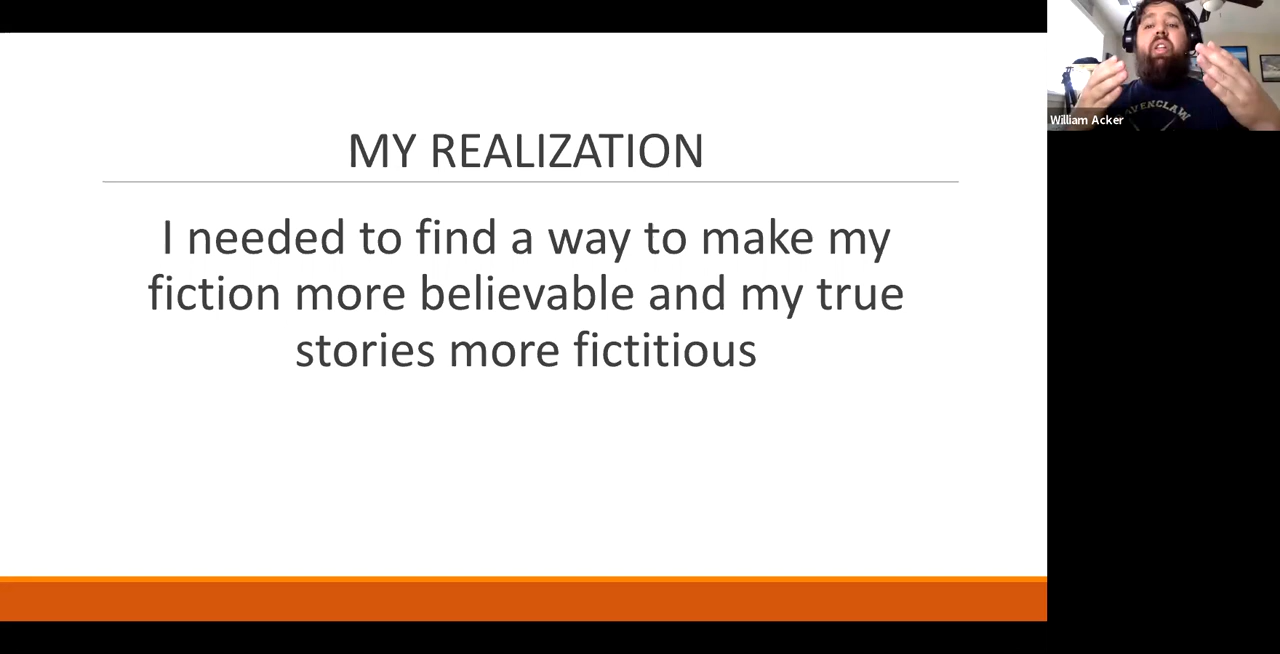 MY REALIZATION
I needed to find a way to make my
fiction more believable and my true
stories more fictitious
AVENCLAW
William Acker